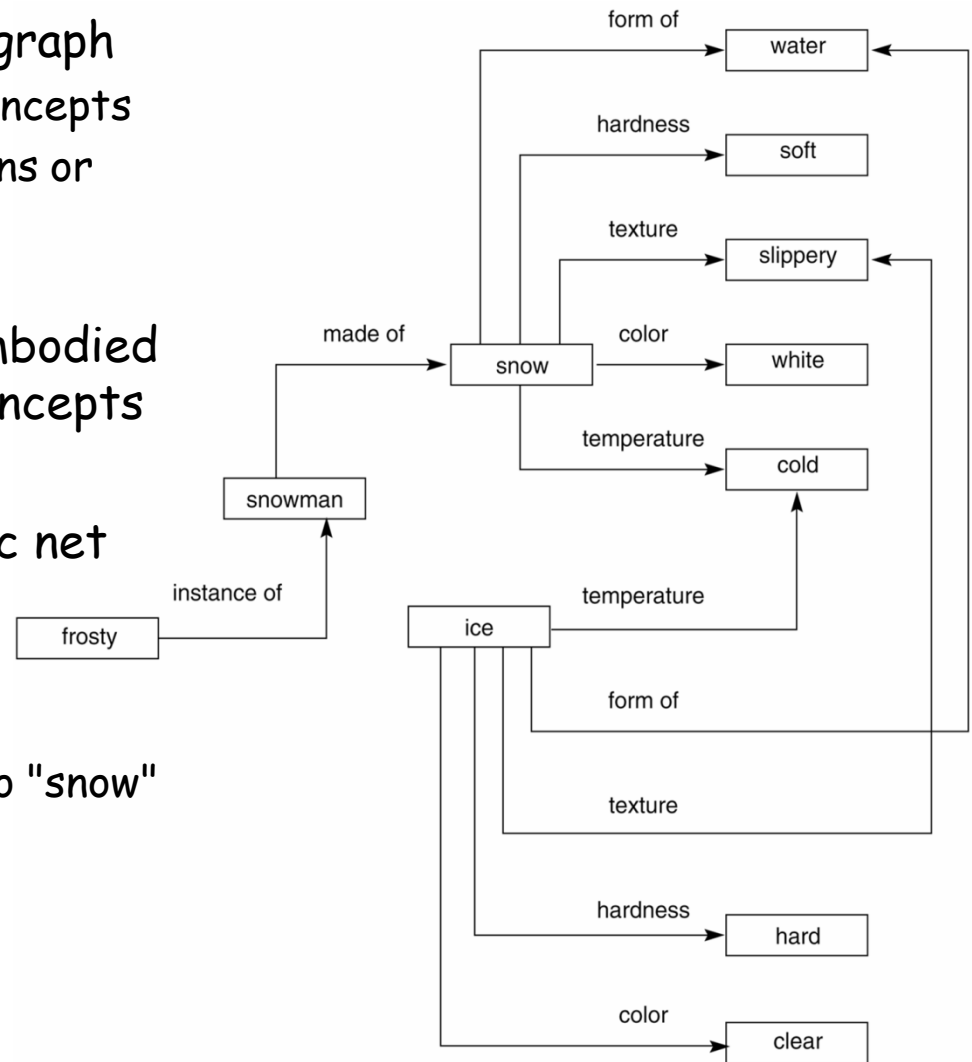 graph
ncepts
ns or
nbodied
ncepts
c net
o "snow"
form of
water
hardness
soft
texture
slippery
made of
snow
color
white
temperature
cold
snowman
instance of
frosty
ice
temperature
form of
texture
hardness
hard
color
clear